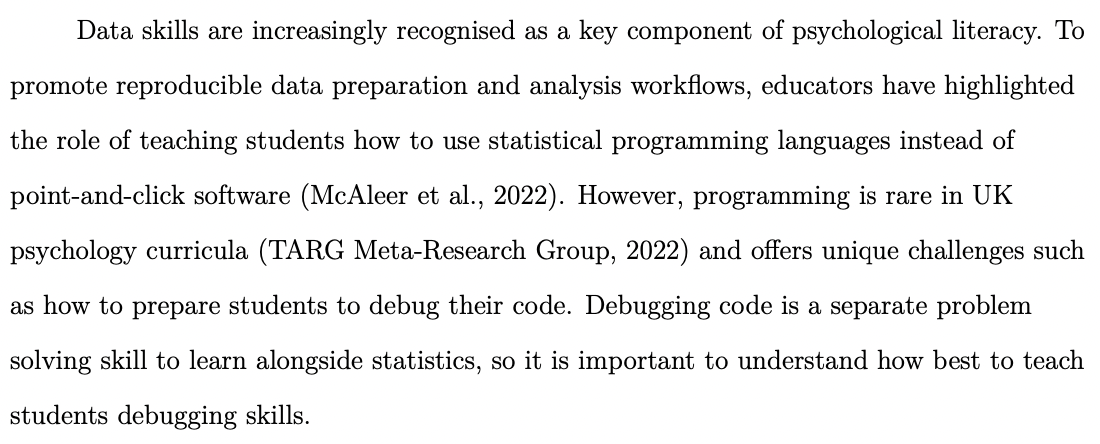 Data skills are increasingly recognised as a key component of psychological literacy. To
promote reproducible data preparation and analysis workflows, educators have highlighted
the role of teaching students how to use statistical programming languages instead of
point-and-click software (McAleer et al., 2022). However, programming is rare in UK
psychology curricula (TARG Meta-Research Group, 2022) and offers unique challenges such
as how to prepare students to debug their code. Debugging code is a separate problem
solving skill to learn alongside statistics, so it is important to understand how best to teach
students debugging skills.